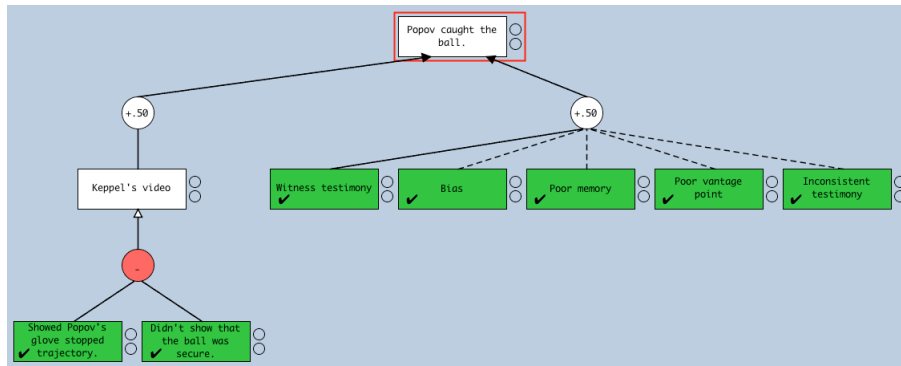 Popov caught the
ball.
+.50
+.50
Keppel's video
Witness testimony
Bias
Poor memory
Poor vantage
point
Inconsistent
testimony
-
Showed Popov's
glove stopped
trajectory.
Didn't show that
the ball was
secure.